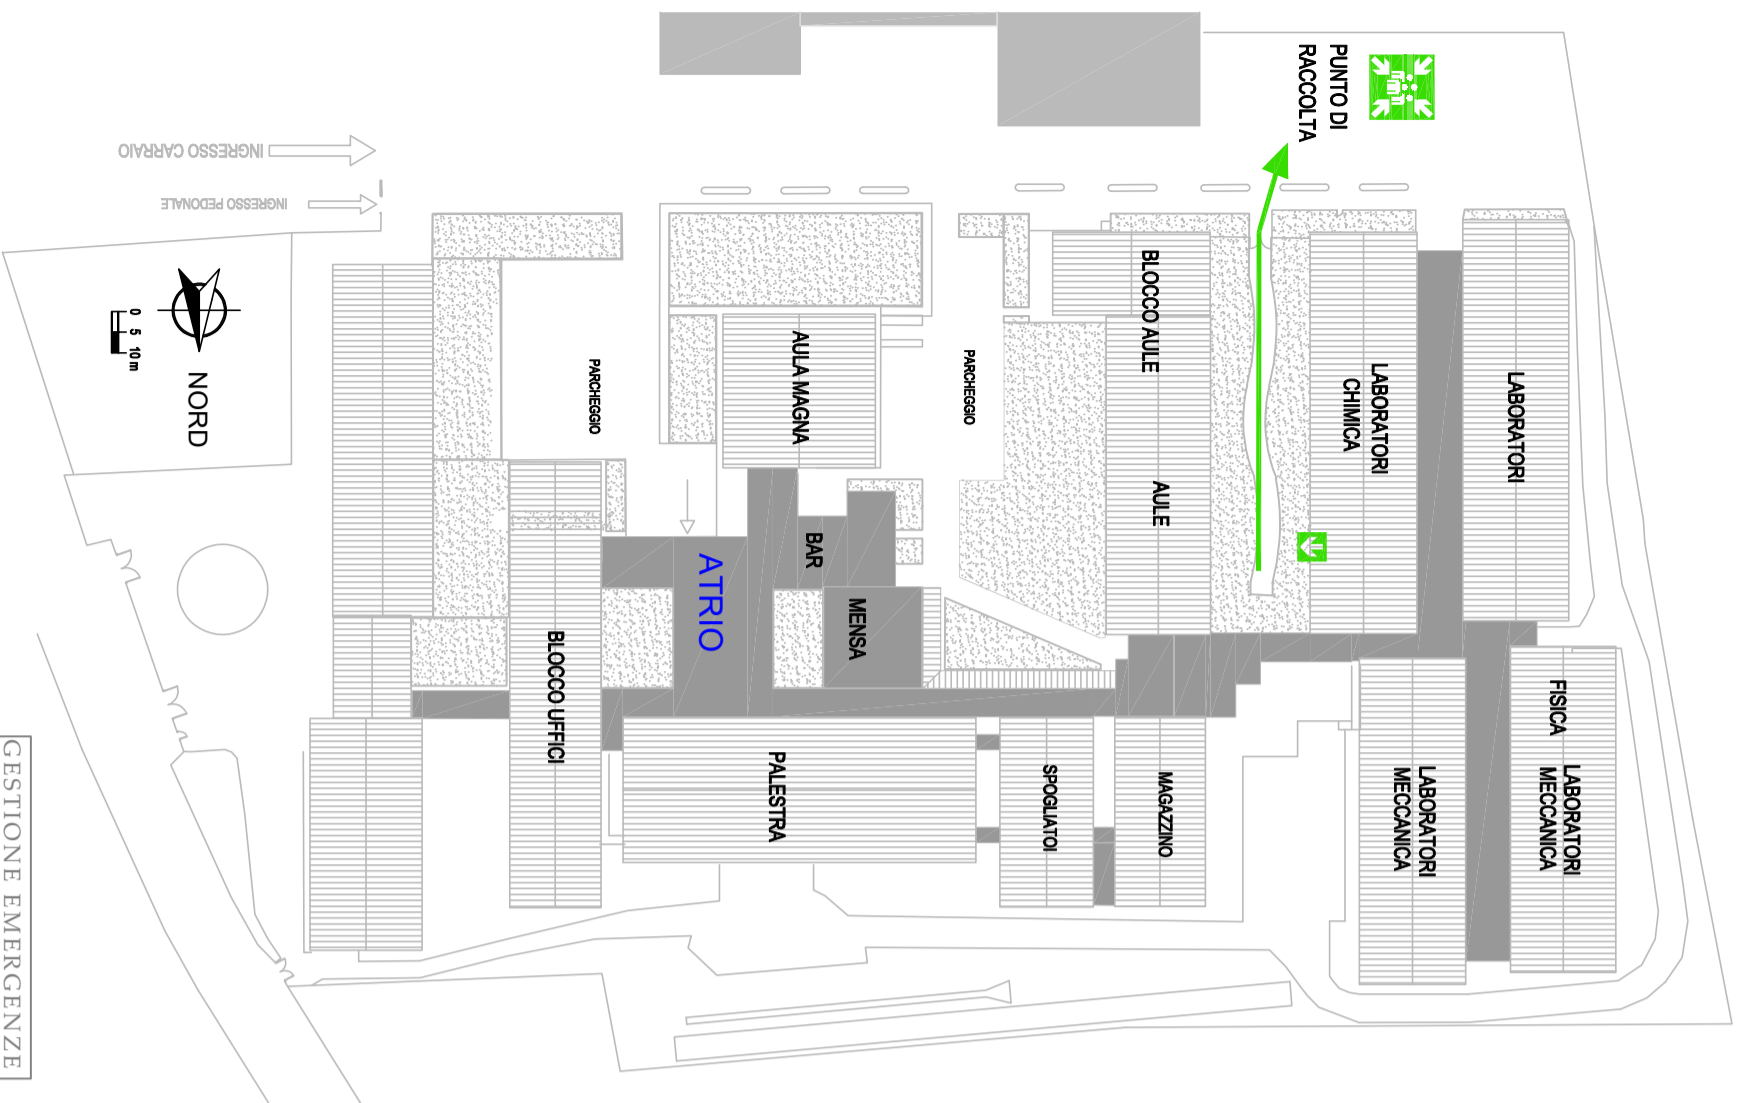 PUNTO DI
RACCOLTA
INGRESSO CARRAIO
INGRESSO PEDONALE
0 5 10 m
NORD
PARCHEGGIO
AULA MAGNA
PARCHEGGIO
BLOCCO AULE
AULE
LABORATORI
CHIMICA
LABORATORI
ATRIO
BAR
MENSA
BLOCCO UFFICI
PALESTRA
SPOGLIATOI
MAGAZZINO
LABORATORI
MECCANICA
FISICA
LABORATORI
MECCANICA
GESTIONE EMERGENZE